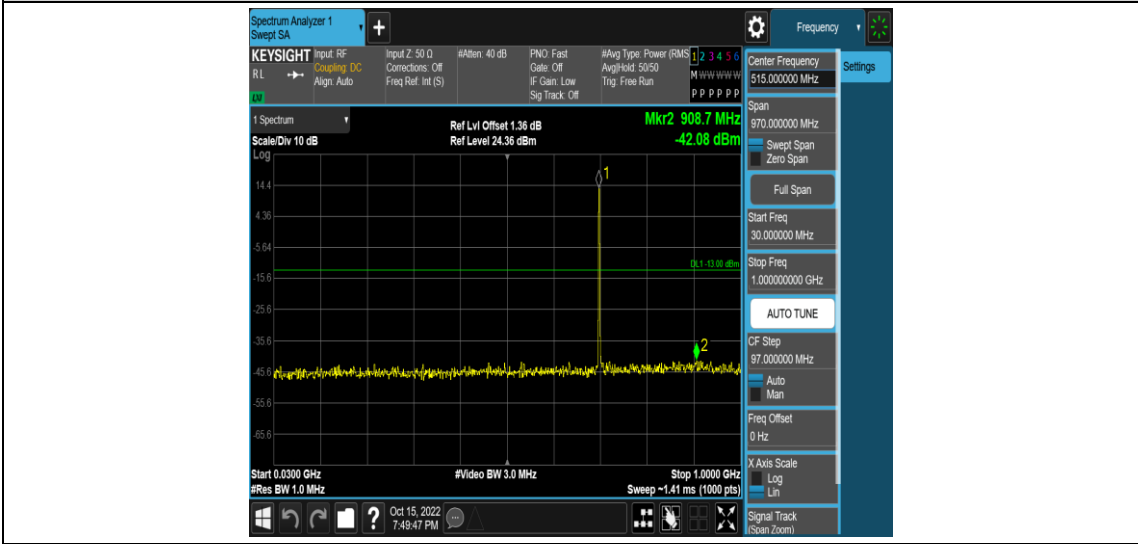 Spectrum Analyzer 1
Swept SA
Frequency
KEYSIGHT
Input: RF
Coupling: DC
Align: Auto
Input Z: 50 Ω
Corrections: Off
Freq Ref: Int (S)
#Atten: 40 dB
PNO: Fast
Gate: Off
IF Gain: Low
Sig Track: Off
#Avg Type: Power (RMS
Avg|Hold: 50/50
Trig: Free Run
1 2 3 4 5 6
M W W W W W
P P P P P P
RL
1 Spectrum
Scale/Div 10 dB
Log
Ref Lvl Offset 1.36 dB
Ref Level 24.36 dBm
Mkr2 908.7 MHz
-42.08 dBm
14.4
4.36
-5.64
-15.6
-25.6
-35.6
-45.6
-55.6
-65.6
1
DL1 -13.00 dBm
2
Start 0.0300 GHz
#Res BW 1.0 MHz
#Video BW 3.0 MHz
Stop 1.0000 GHz
Sweep ~1.41 ms (1000 pts)
?
Oct 15, 2022
7:49:47 PM
Center Frequency
515.000000 MHz
Settings
Span
970.000000 MHz
Swept Span
Zero Span
Full Span
Start Freq
30.000000 MHz
Stop Freq
1.000000000 GHz
AUTO TUNE
CF Step
97.000000 MHz
Auto
Man
Freq Offset
0 Hz
X Axis Scale
Log
Lin
Signal Track
(Span Zoom)